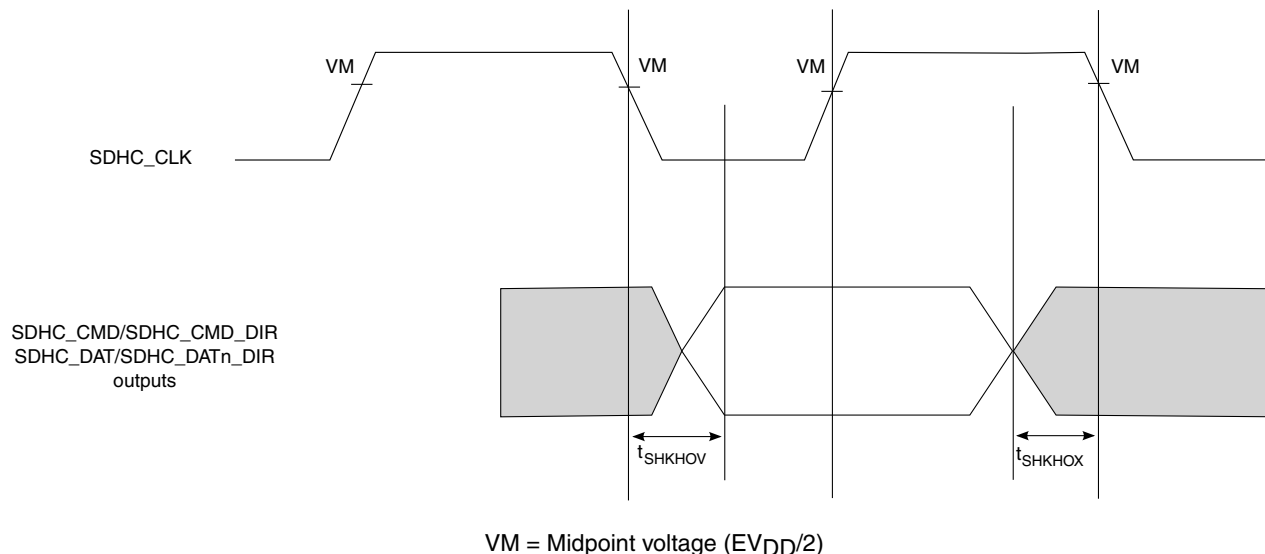 VM
VM
VM
VM
SDHC_CLK
SDHC_CMD/SDHC_CMD_DIR
SDHC_DAT/SDHC_DATn_DIR
outputs
tSHKHOV
tSHKHOX
VM = Midpoint voltage (EVDD/2)